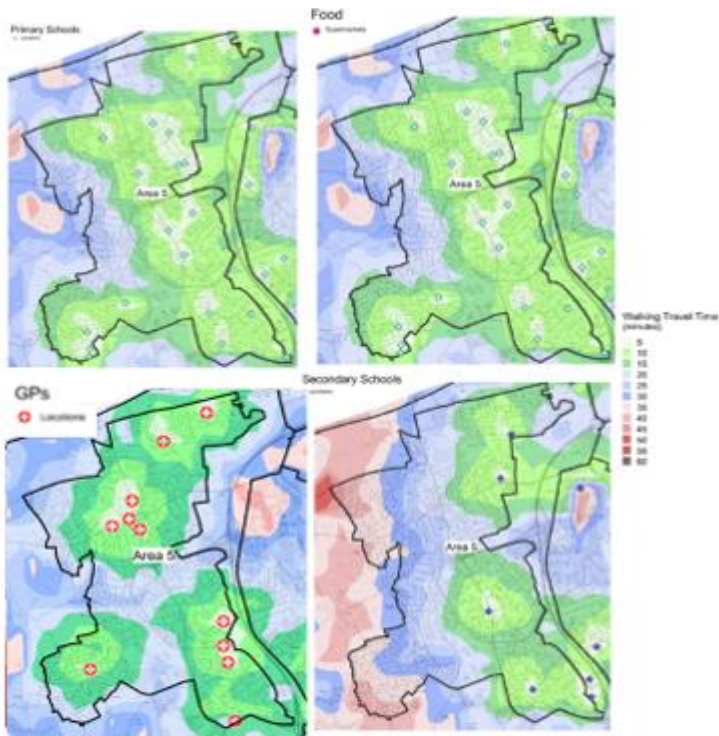 Primary Schools
Food
Supermarkets
Area 5
Area 5
Walking Travel Time
(minutes)
5
10
15
20
25
30
35
40
45
50
55
60
GPs
Locations
Secondary Schools
Area 5
Area 5